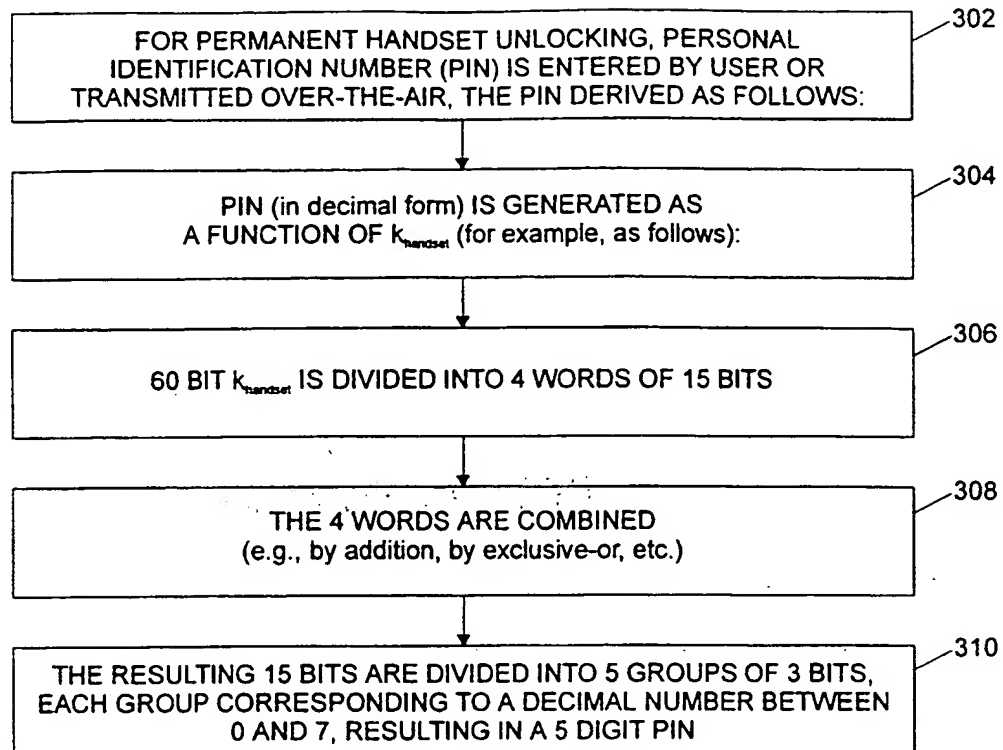 302
FOR PERMANENT HANDSET UNLOCKING, PERSONAL
IDENTIFICATION NUMBER (PIN) IS ENTERED BY USER OR
TRANSMITTED OVER-THE-AIR, THE PIN DERIVED AS FOLLOWS:
304
PIN (in decimal form) IS GENERATED AS
A FUNCTION OF k_handset (for example, as follows):
306
60 BIT k_handset IS DIVIDED INTO 4 WORDS OF 15 BITS
308
THE 4 WORDS ARE COMBINED
(e.g., by addition, by exclusive-or, etc.)
310
THE RESULTING 15 BITS ARE DIVIDED INTO 5 GROUPS OF 3 BITS,
EACH GROUP CORRESPONDING TO A DECIMAL NUMBER BETWEEN
0 AND 7, RESULTING IN A 5 DIGIT PIN